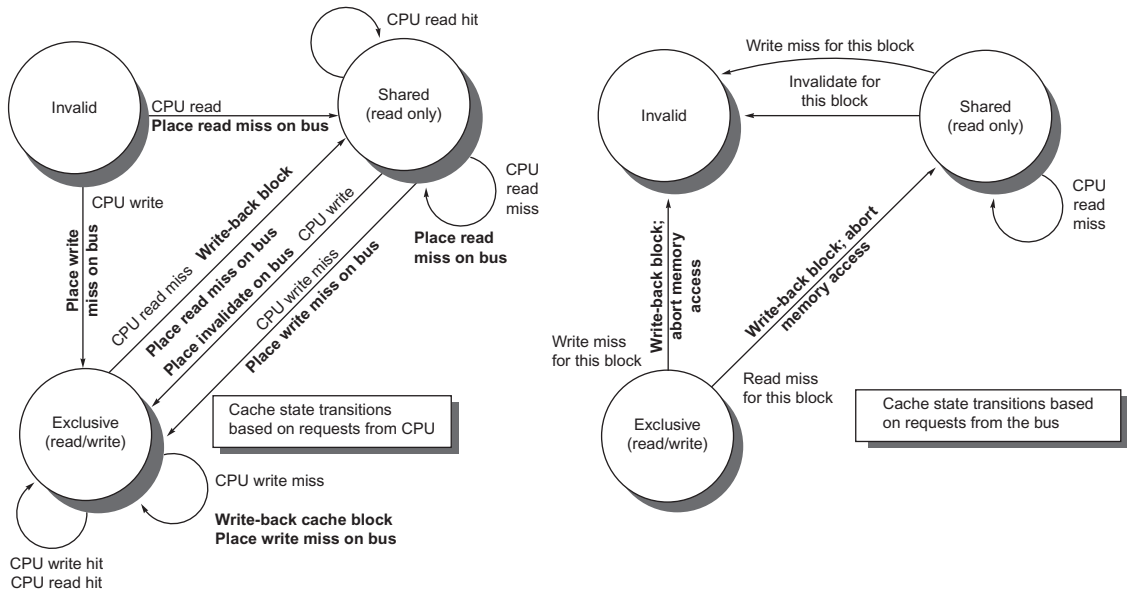 CPU read hit
Invalid
CPU read
Place read miss on bus
Shared
(read only)
CPU write
Place write
miss on bus
CPU
read
miss
Place read
miss on bus
CPU read miss Write-back block
Place read miss on bus
Place invalidate on bus CPU write
CPU write miss
Place write miss on bus
Exclusive
(read/write)
Cache state transitions
based on requests from CPU
CPU write miss
Write-back cache block
Place write miss on bus
CPU write hit
CPU read hit
Write miss for this block
Invalidate for
this block
Invalid
Shared
(read only)
CPU
read
miss
Write-back block;
abort memory
access
Write-back block; abort
memory access
Write miss
for this block
Read miss
for this block
Exclusive
(read/write)
Cache state transitions based
on requests from the bus